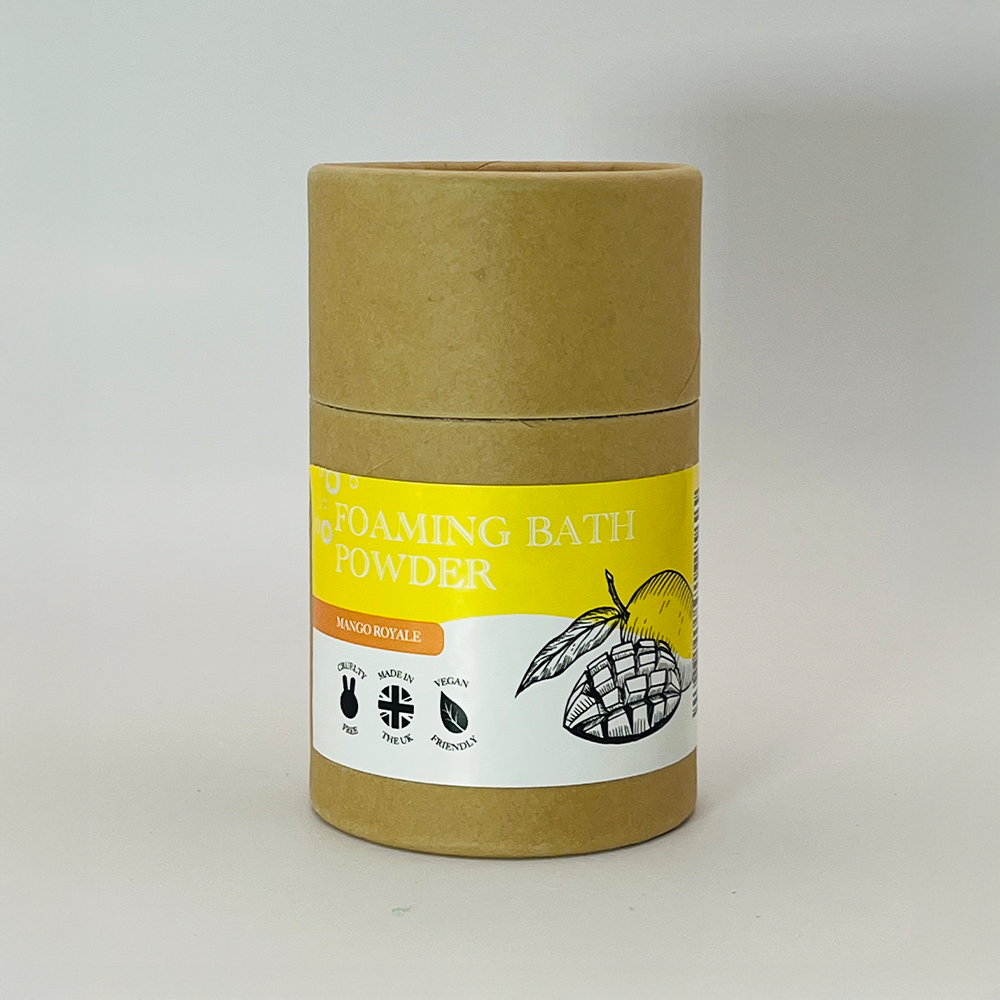 FOAMING BATH
POWDER
MANGO ROYALE
CRUELTY
FREE
MADE IN
THE UK
VEGAN
FRIENDLY